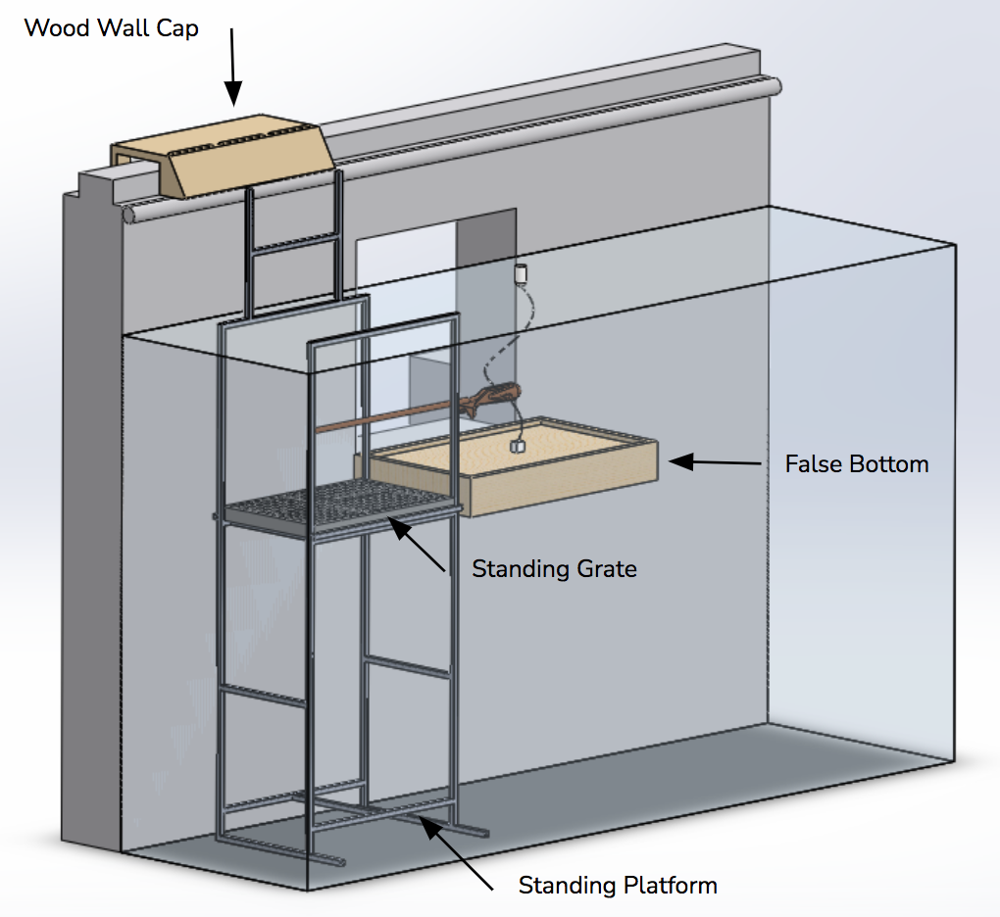 Wood Wall Cap
False Bottom
Standing Grate
Standing Platform